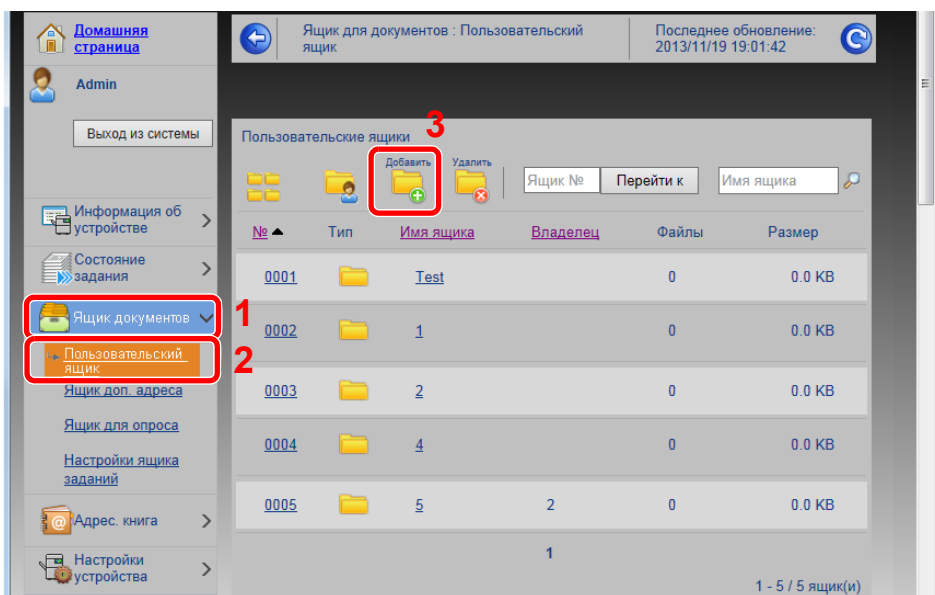 Домашняя
страница
Admin
Выход из системы
Информация об
устройстве
Состояние
задания
Ящик документов
1
Пользовательский
ящик
2
Ящик доп. адреса
Ящик для опроса
Настройки ящика
заданий
Адрес. книга
Настройки
устройства
Ящик для документов : Пользовательский
ящик
Последнее обновление:
2013/11/19 19:01:42
Пользовательские ящики
3
Добавить Удалить
Ящик № Перейти к Имя ящика
№ Тип Имя ящика Владелец Файлы Размер
0001 Test 0 0.0 KB
0002 1 0 0.0 KB
0003 2 0 0.0 KB
0004 4 0 0.0 KB
0005 5 2 0 0.0 KB
1
1 - 5 / 5 ящик(и)